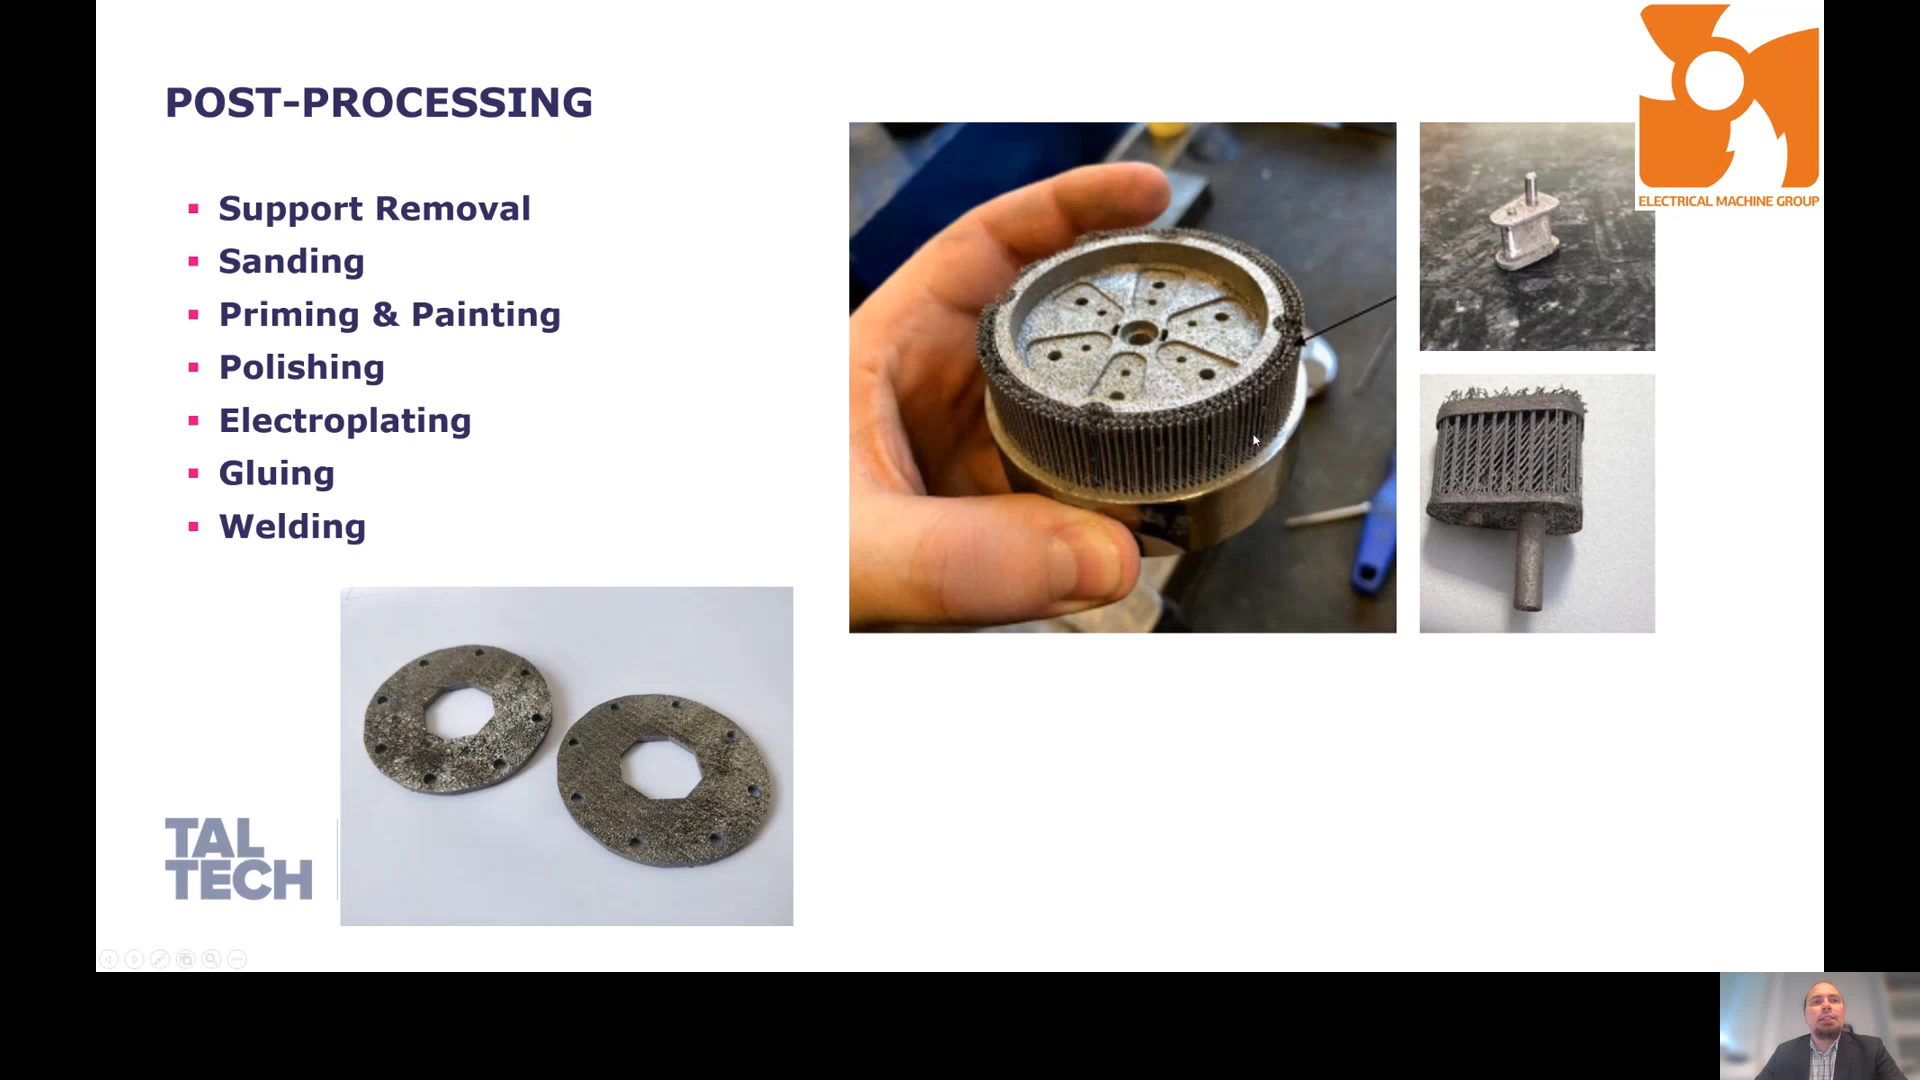 POST-PROCESSING
Support Removal
Sanding
Priming & Painting
Polishing
Electroplating
Gluing
Welding
ELECTRICAL MACHINE GROUP
TAL
TECH